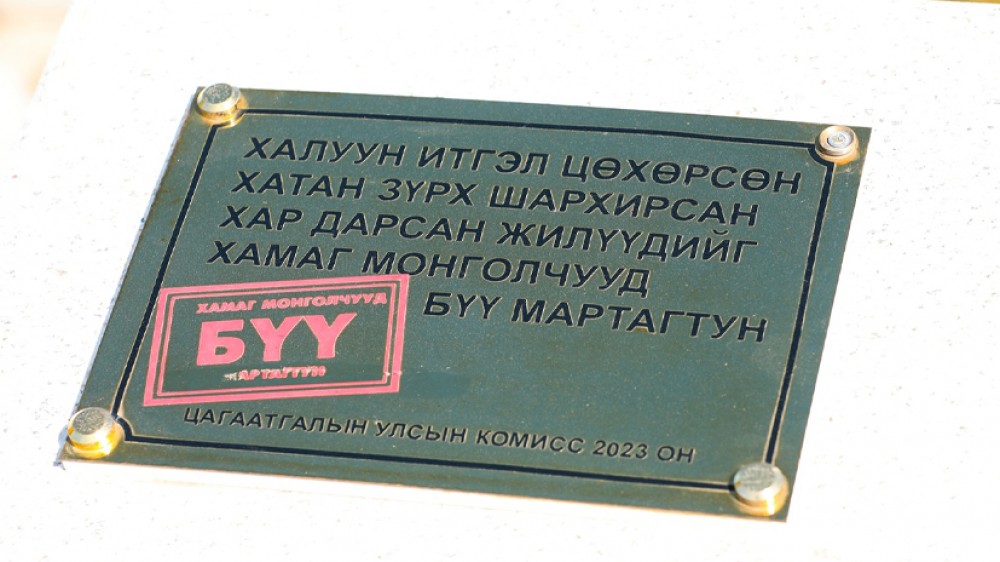 ХАЛУУН ИТГЭЛ ЦӨХӨРСӨН
ХАТАН ЗҮРХ ШАРХИРСАН
ХАР ДАРСАН ЖИЛҮҮДИЙГ
ХАМАГ МОНГОЛЧУУД
БҮҮ МАРТАГТУН
ХАМАГ МОНГОЛЧУУД
БҮҮ
МАРТАГТУН
ЦАГААТГАЛЫН УЛСЫН КОМИСС 2023 ОН